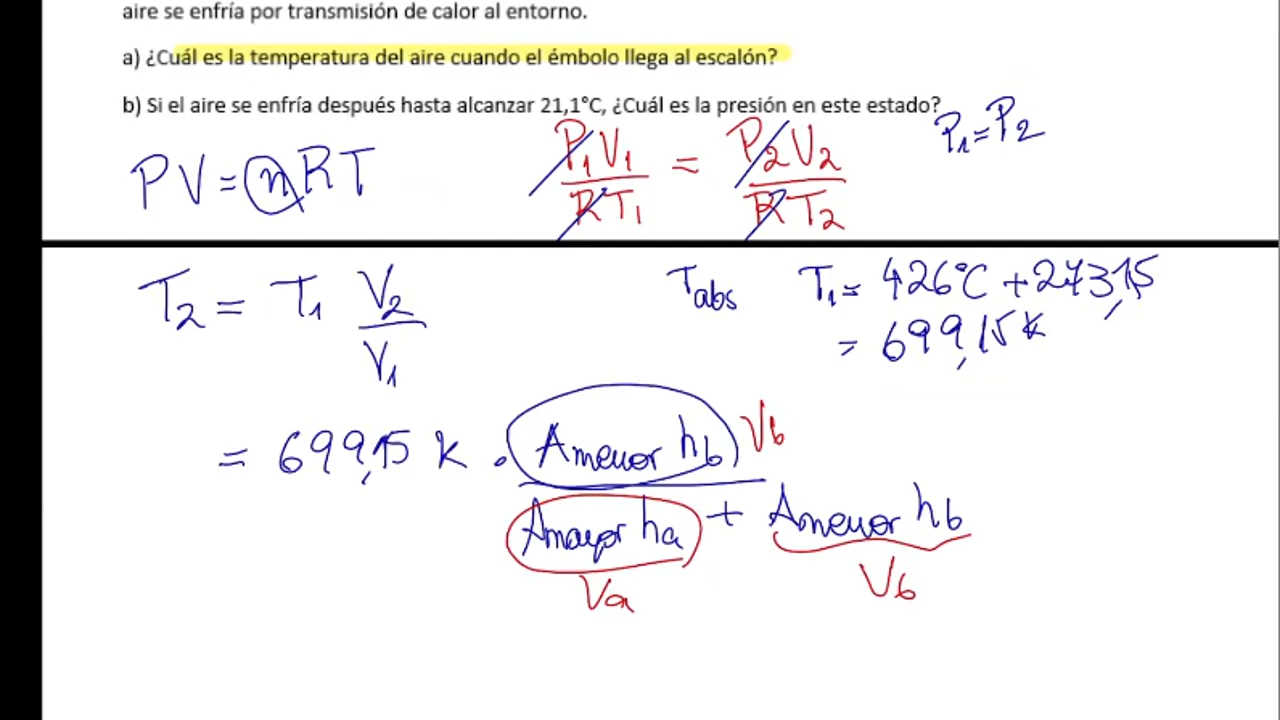 aire se enfría por transmisión de calor al entorno.
a) ¿Cuál es la temperatura del aire cuando el émbolo llega al escalón?
b) Si el aire se enfría después hasta alcanzar 21,1°C, ¿Cuál es la presión en este estado?
P₁ = P₂
PV = nRT
P₁V₁ / RT₁ = P₂V₂ / RT₂
T₂ = T₁ V₂ / V₁
Tabs T₁ = 426°C + 273,15
= 699,15 K
= 699,15 K · Amenor hb Vb
Amayor ha + Amenor hb
Va Vb